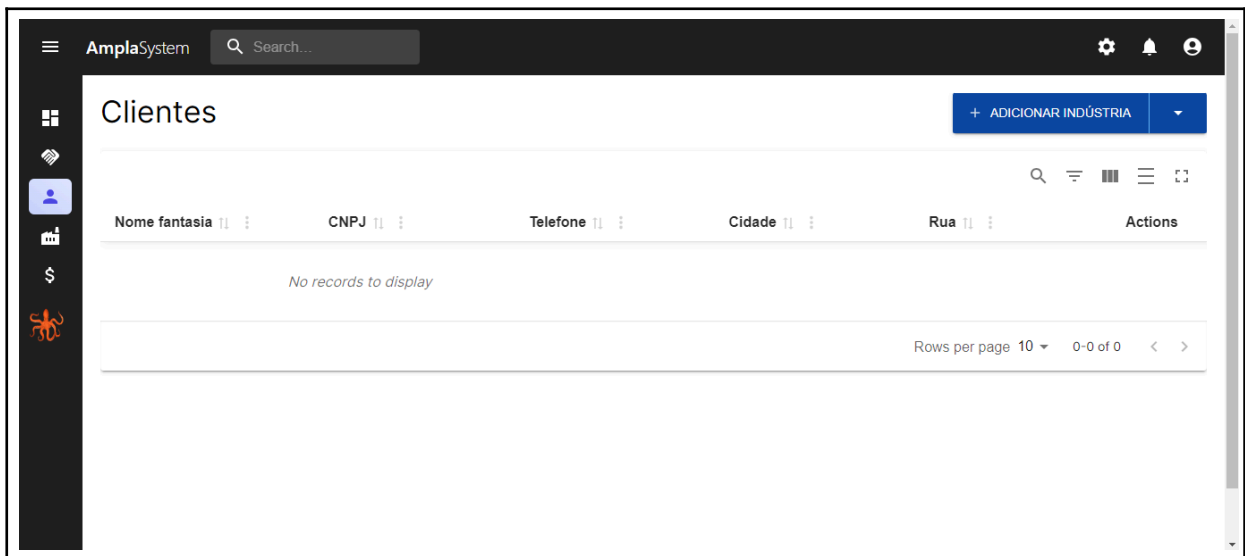 AmplaSystem Search...
Clientes
+ ADICIONAR INDÚSTRIA
Nome fantasia CNPJ Telefone Cidade Rua Actions
No records to display
Rows per page 10 0-0 of 0